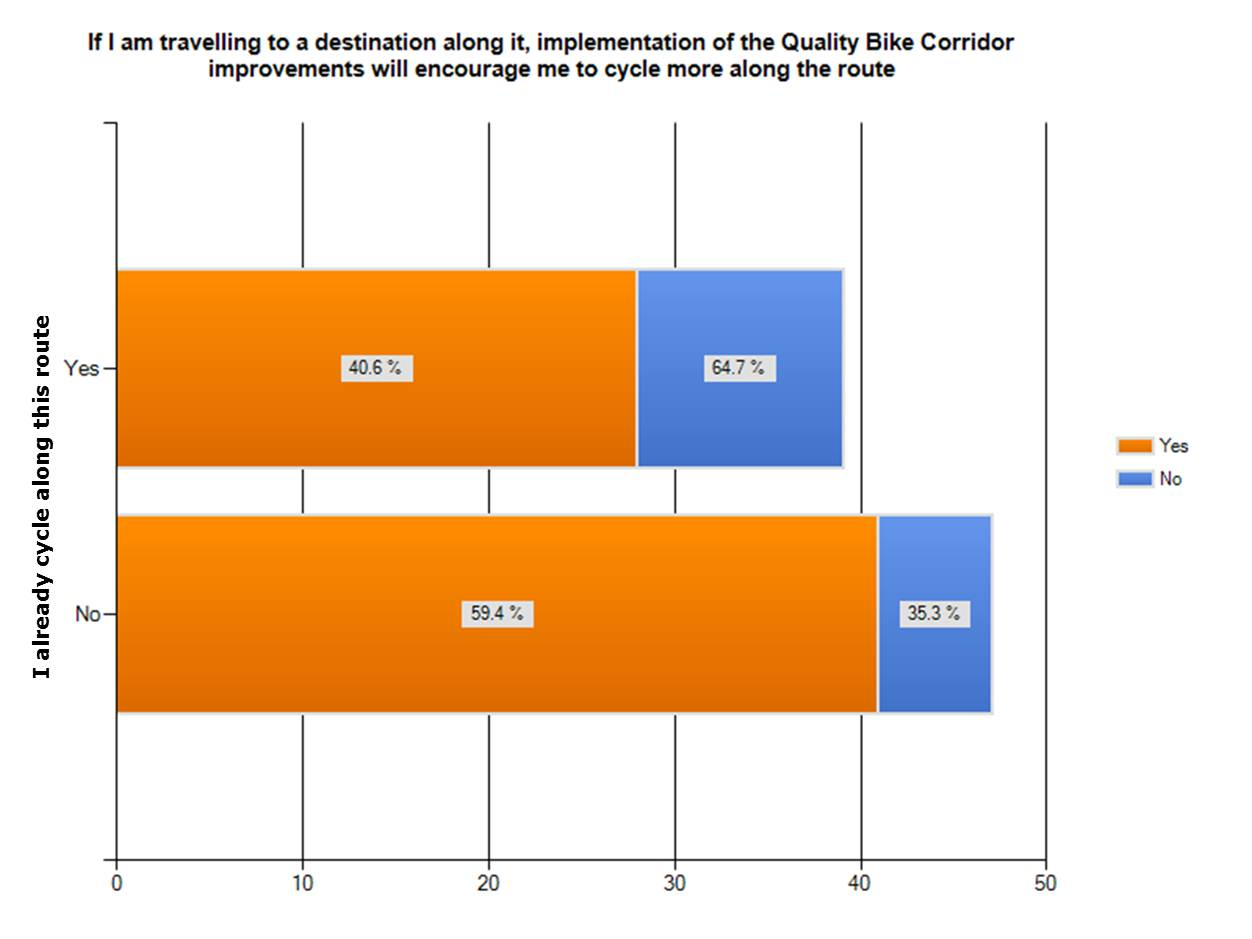 If I am travelling to a destination along it, implementation of the Quality Bike Corridor
improvements will encourage me to cycle more along the route
I already cycle along this route
Yes
40.6 %
64.7 %
No
59.4 %
35.3 %
Yes
No
0
10
20
30
40
50